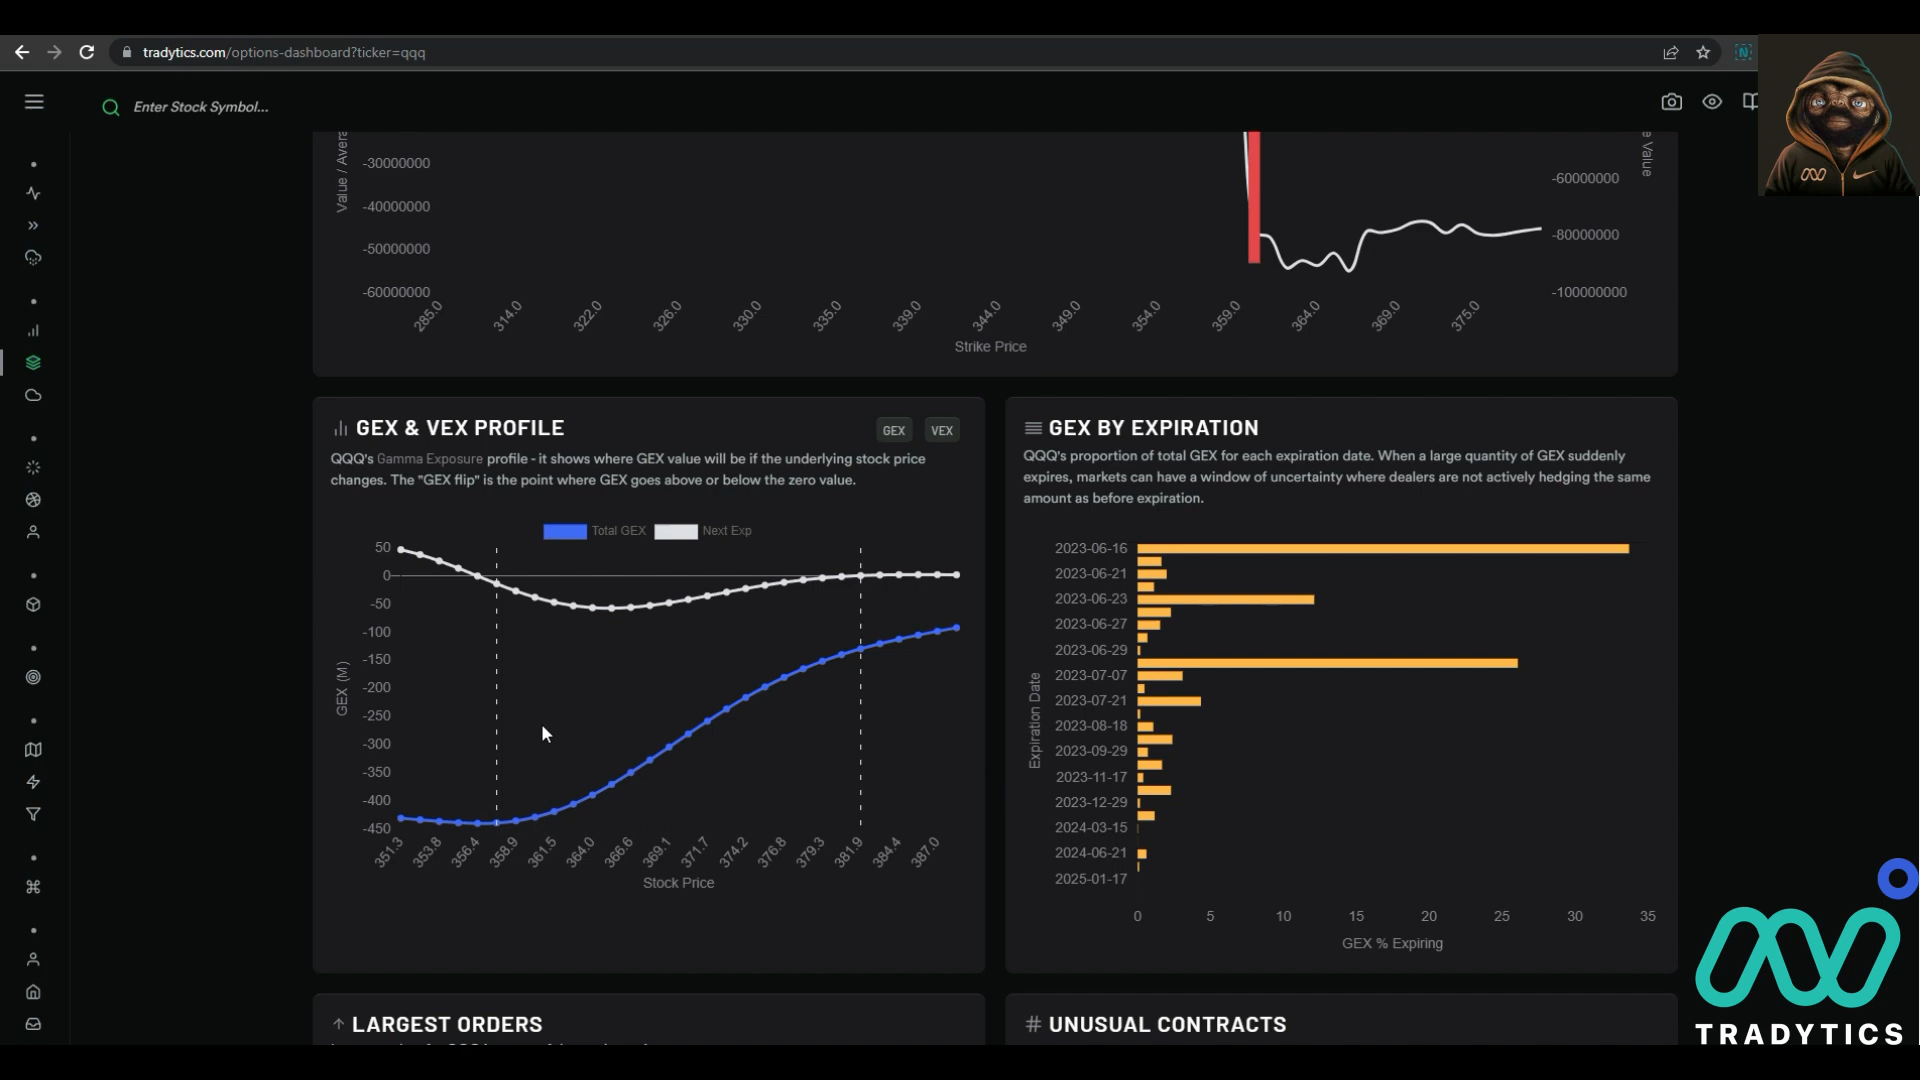 tradytics.com/options-dashboard?ticker=qqq
Enter Stock Symbol...
-30000000
-40000000
-50000000
-60000000
-60000000
-80000000
-100000000
e Value
285.0 314.0 322.0 326.0 330.0 335.0 339.0 344.0 349.0 354.0 359.0 364.0 369.0 375.0
Strike Price
GEX & VEX PROFILE
GEX VEX
QQQ's Gamma Exposure profile - it shows where GEX value will be if the underlying stock price
changes. The "GEX flip" is the point where GEX goes above or below the zero value.
Total GEX Next Exp
50
0
-50
-100
-150
-200
-250
-300
-350
-400
-450
GEX (M)
351.3 353.8 356.4 358.9 361.5 364.0 366.6 369.1 371.7 374.2 376.8 379.3 381.9 384.4 387.0
Stock Price
GEX BY EXPIRATION
QQQ's proportion of total GEX for each expiration date. When a large quantity of GEX suddenly
expires, markets can have a window of uncertainty where dealers are not actively hedging the same
amount as before expiration.
2023-06-16
2023-06-21
2023-06-23
2023-06-27
2023-06-29
2023-07-07
2023-07-21
2023-08-18
2023-09-29
2023-11-17
2023-12-29
2024-03-15
2024-06-21
2025-01-17
Expiration Date
0 5 10 15 20 25 30 35
GEX % Expiring
LARGEST ORDERS
# UNUSUAL CONTRACTS
TRADYTICS